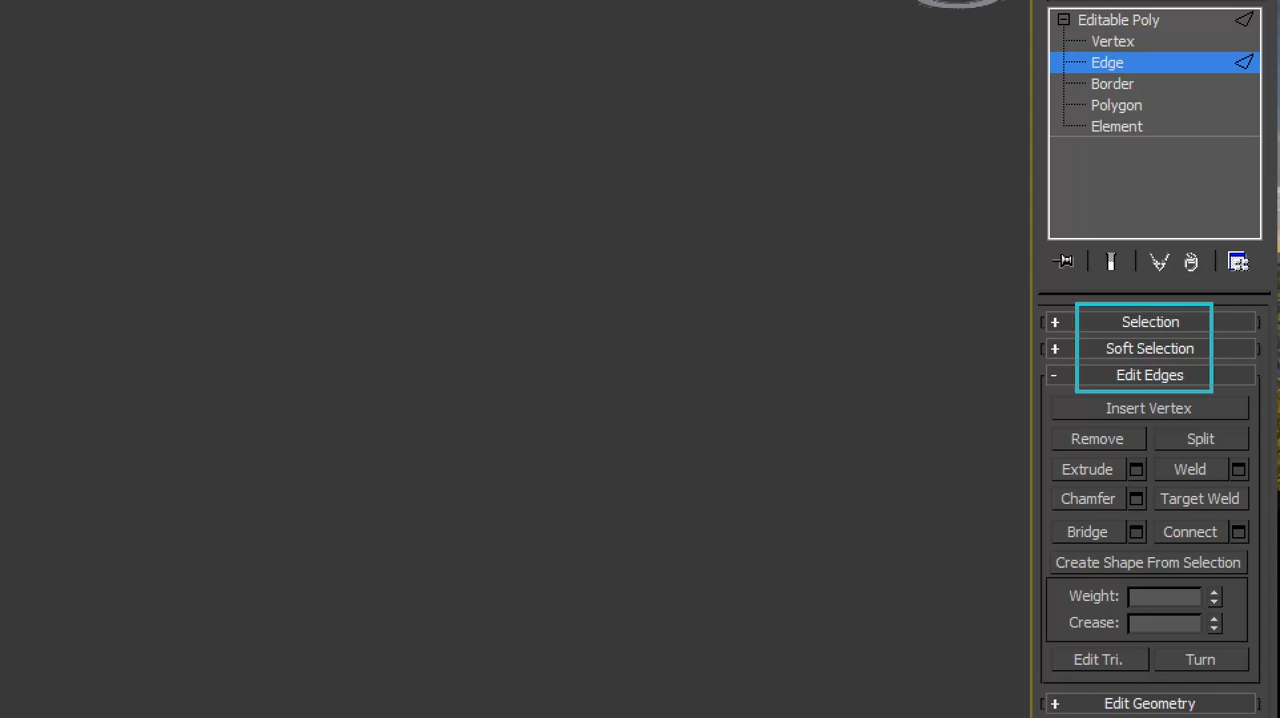 Editable Poly
Vertex
Edge
Border
Polygon
Element
+ Selection
+ Soft Selection
- Edit Edges
Insert Vertex
Remove Split
Extrude Weld
Chamfer Target Weld
Bridge Connect
Create Shape From Selection
Weight:
Crease:
Edit Tri. Turn
+ Edit Geometry